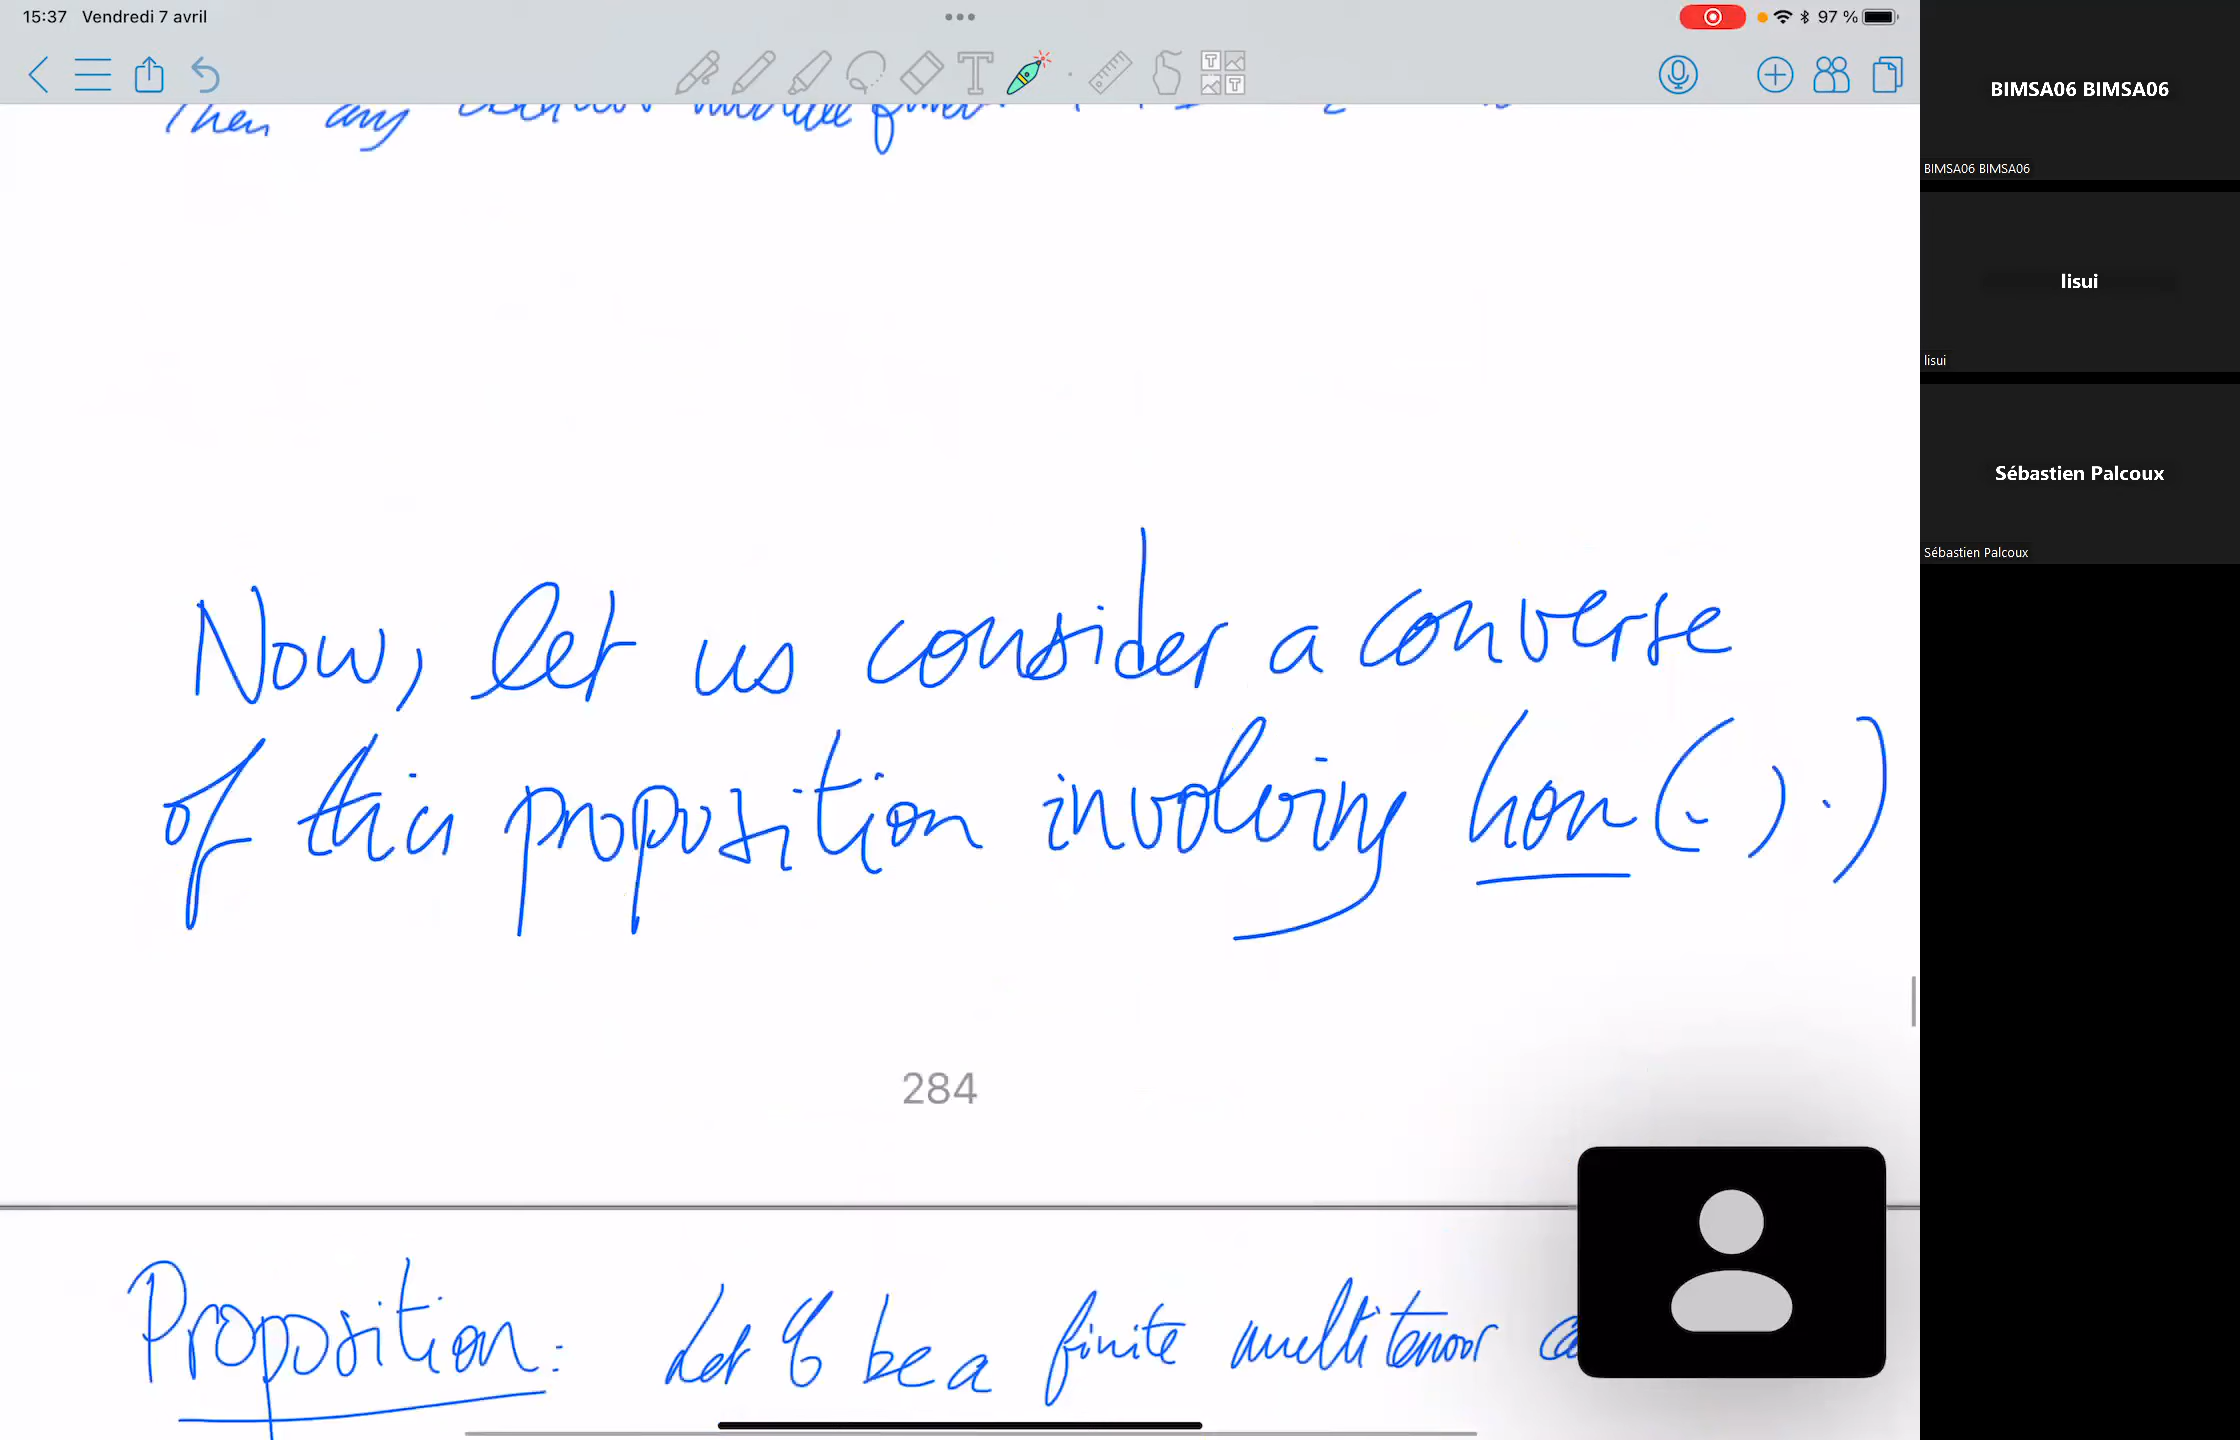 15:37 Vendredi 7 avril
97 %
Then any
Now, let us consider a converse
of this proposition involving hom(-,·)
284
Proposition: Let C be a finite multitensor
BIMSA06 BIMSA06
BIMSA06 BIMSA06
lisui
lisui
Sébastien Palcoux
Sébastien Palcoux